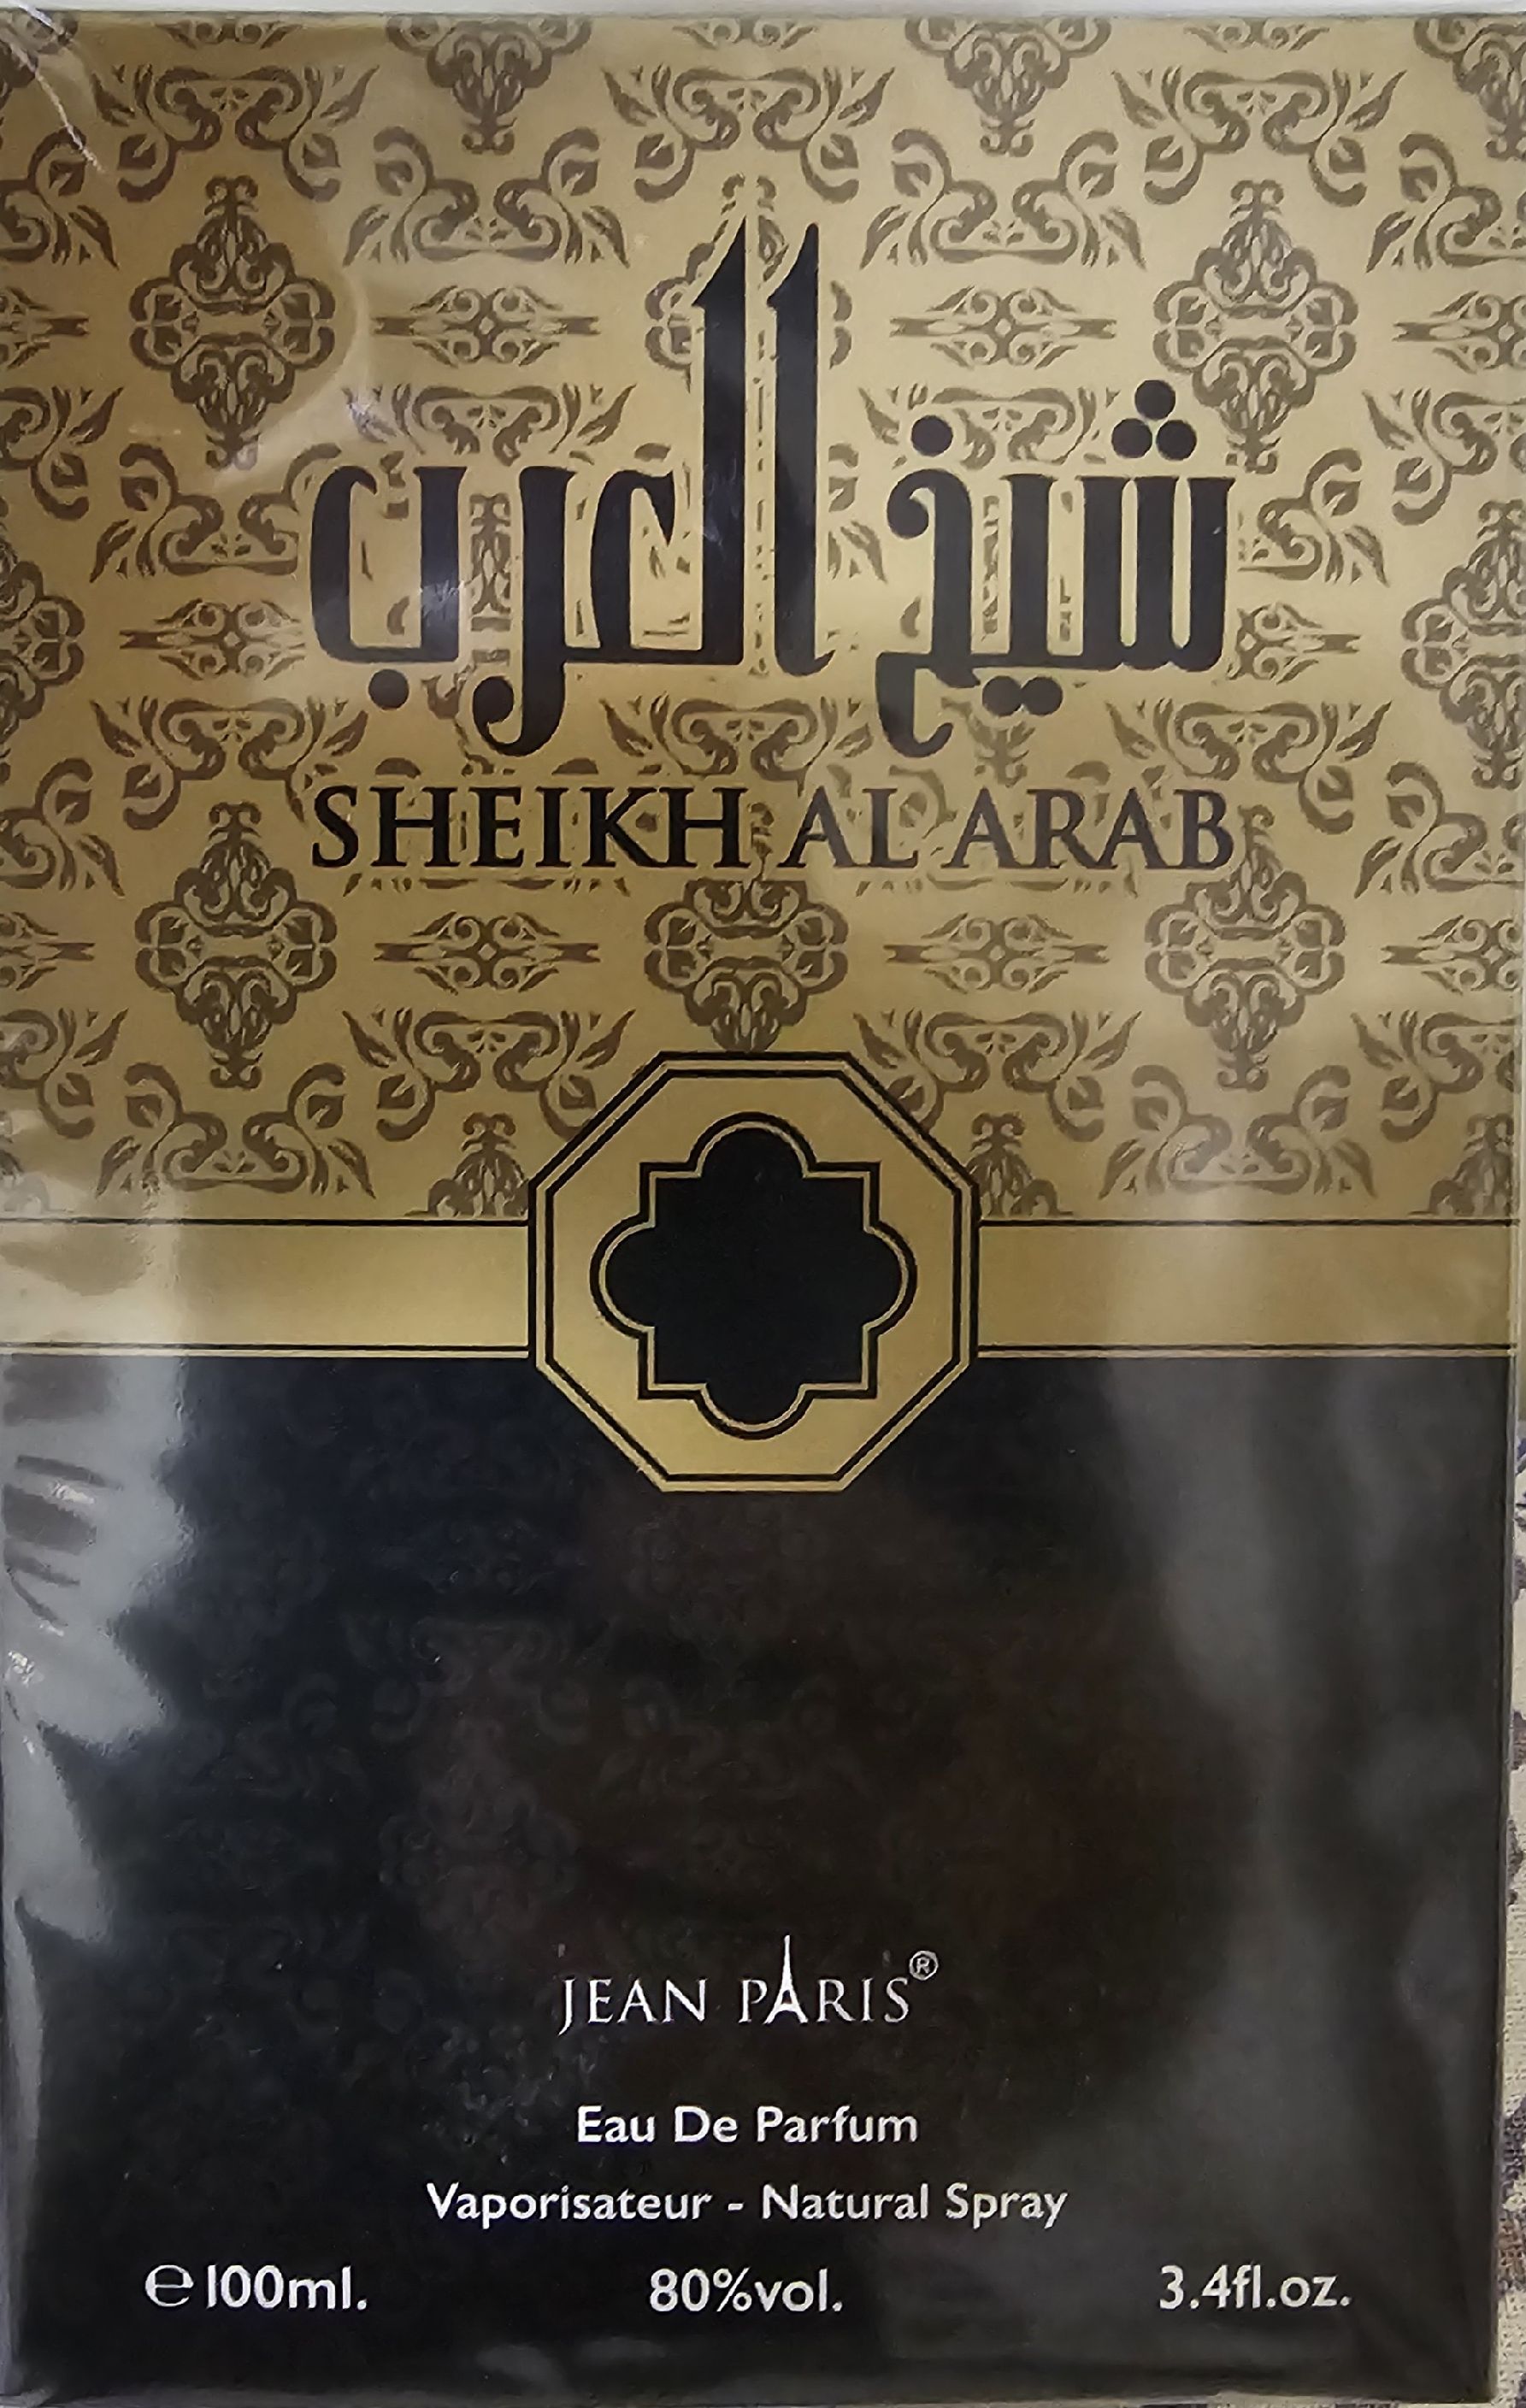 شيخ العرب
SHEIKH AL ARAB
JEAN PARIS®
Eau De Parfum
Vaporisateur - Natural Spray
℮100ml. 80%vol. 3.4fl.oz.